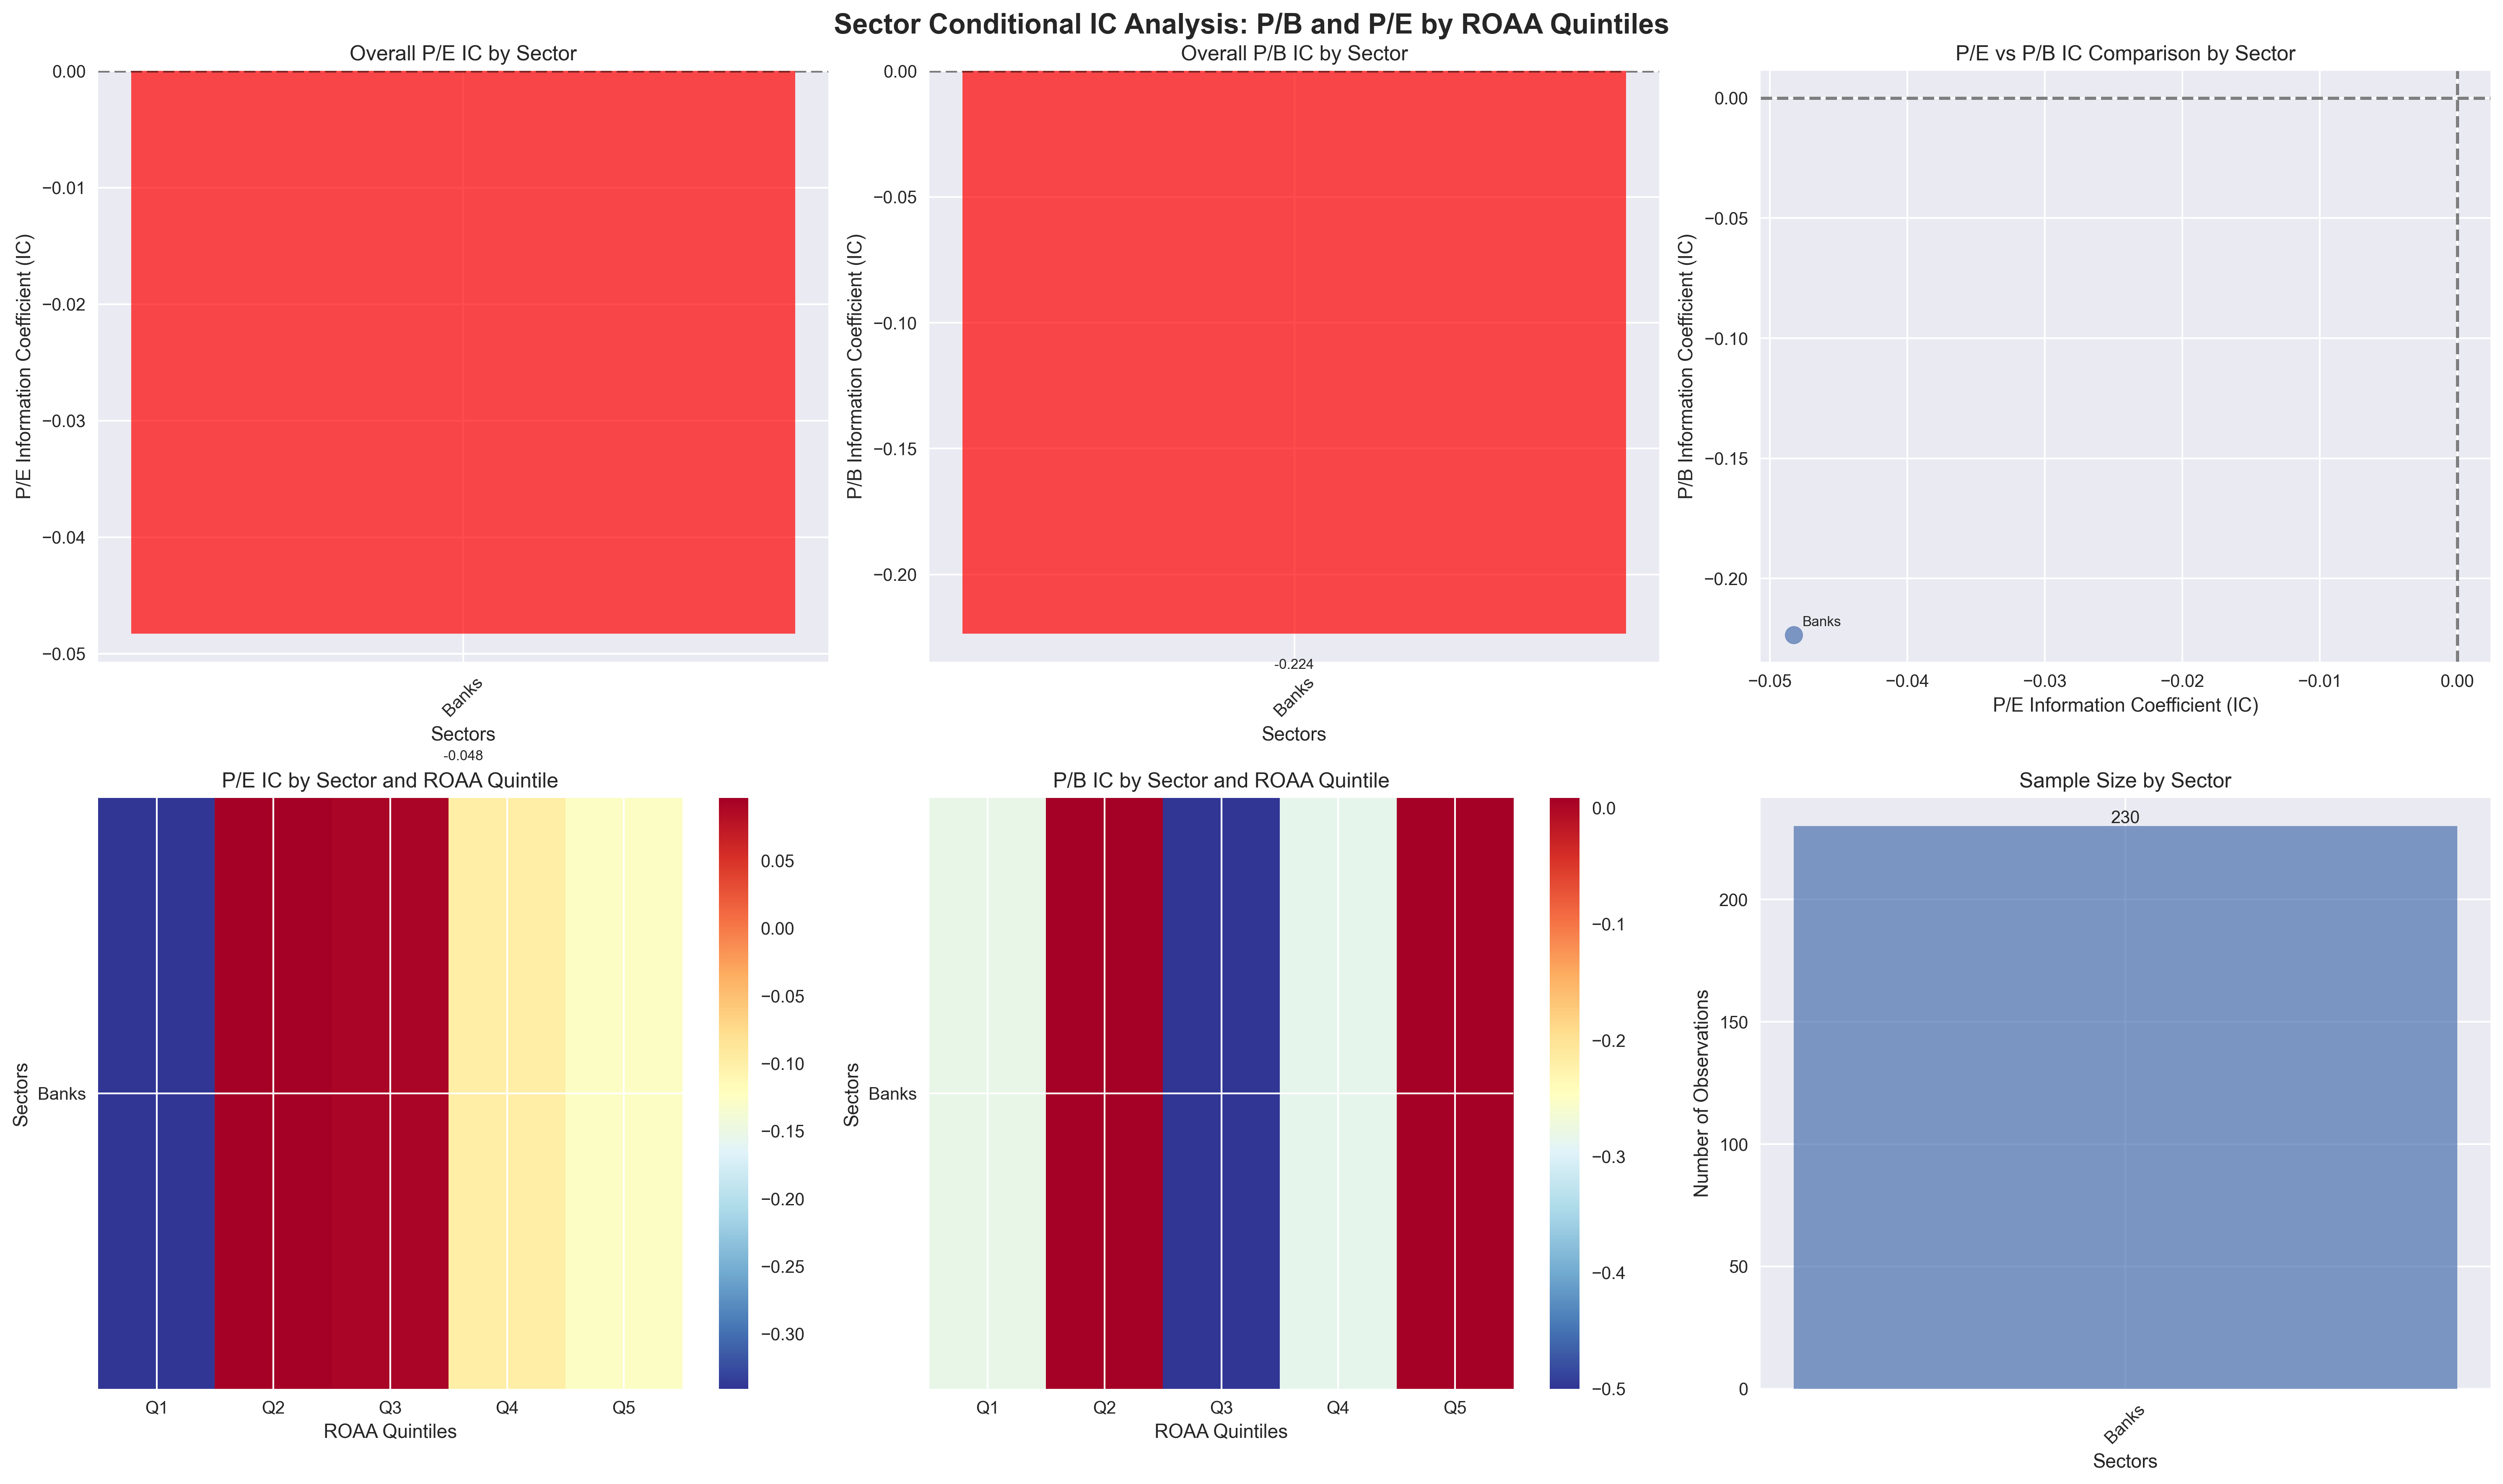 Sector Conditional IC Analysis: P/B and P/E by ROAA Quintiles
Overall P/E IC by Sector
0.00
−0.01
−0.02
−0.03
−0.04
−0.05
P/E Information Coefficient (IC)
Banks
Sectors
-0.048
Overall P/B IC by Sector
0.00
−0.05
−0.10
−0.15
−0.20
P/B Information Coefficient (IC)
-0.224
Banks
Sectors
P/E vs P/B IC Comparison by Sector
0.00
−0.05
−0.10
−0.15
−0.20
P/B Information Coefficient (IC)
Banks
−0.05 −0.04 −0.03 −0.02 −0.01 0.00
P/E Information Coefficient (IC)
P/E IC by Sector and ROAA Quintile
Sectors
Banks
Q1 Q2 Q3 Q4 Q5
ROAA Quintiles
0.05
0.00
−0.05
−0.10
−0.15
−0.20
−0.25
−0.30
P/B IC by Sector and ROAA Quintile
Sectors
Banks
Q1 Q2 Q3 Q4 Q5
ROAA Quintiles
0.0
−0.1
−0.2
−0.3
−0.4
−0.5
Sample Size by Sector
230
200
150
100
50
0
Number of Observations
Banks
Sectors